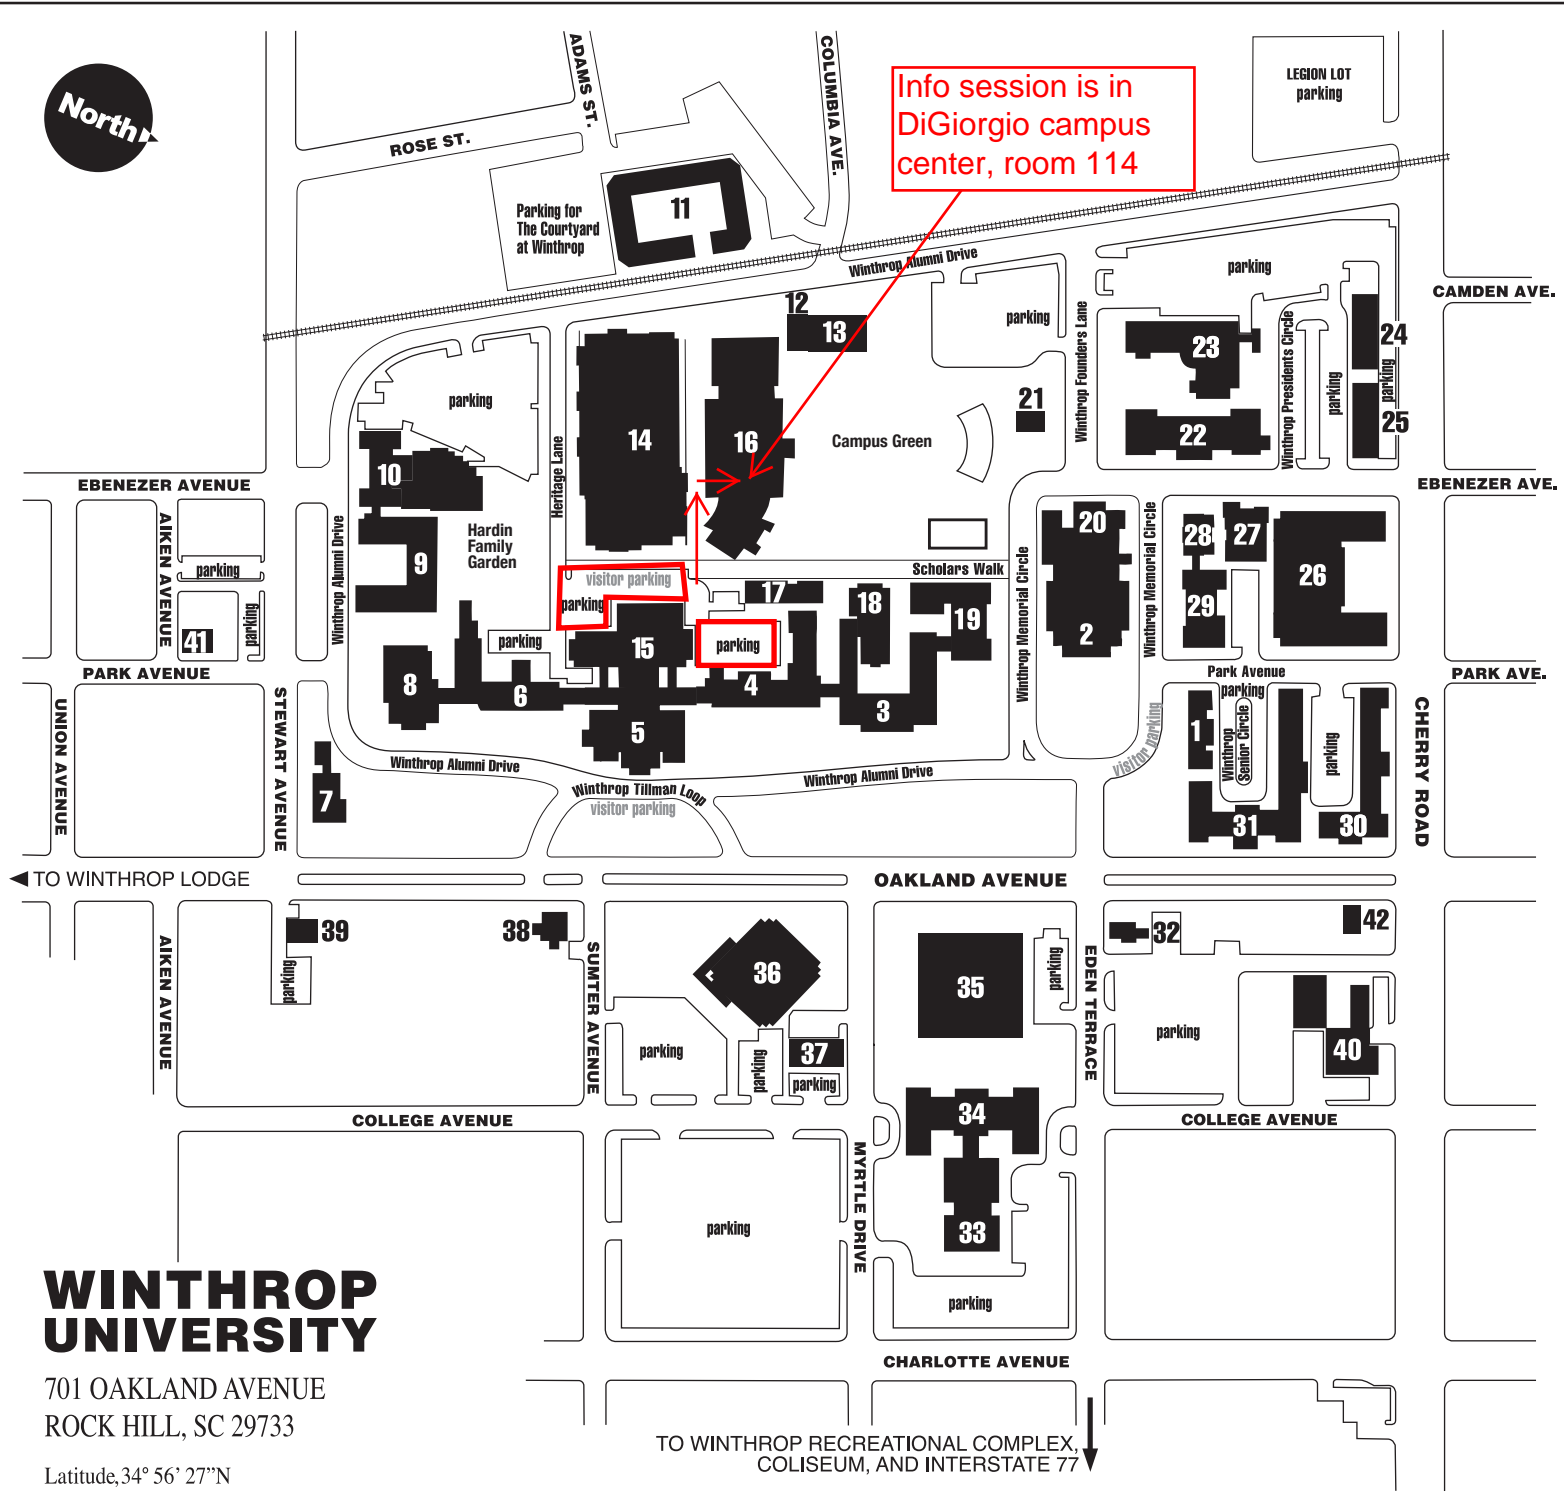 North
ADAMS ST.
COLUMBIA AVE.
ROSE ST.
Info session is in
DiGiorgio campus
center, room 114
LEGION LOT
parking
11
Parking for
The Courtyard
at Winthrop
Winthrop Alumni Drive
parking
CAMDEN AVE.
12
13
parking
Winthrop Founders Lane
23
Winthrop Presidents Circle
parking
24
parking
25
parking
14
16
Campus Green
21
22
10
Heritage Lane
EBENEZER AVENUE
EBENEZER AVE.
AIKEN AVENUE
Winthrop Alumni Drive
9
Hardin
Family
Garden
20
Winthrop Memorial Circle
28
27
26
parking
visitor parking
Scholars Walk
Winthrop Memorial Circle
parking
parking
17
18
19
29
41
parking
15
parking
2
PARK AVENUE
Park Avenue
PARK AVE.
8
6
4
3
parking
UNION AVENUE
STEWART AVENUE
5
visitor parking
1
Winthrop
Senior Circle
parking
CHERRY ROAD
Winthrop Alumni Drive
Winthrop Alumni Drive
Winthrop Tillman Loop
visitor parking
7
31
30
TO WINTHROP LODGE
OAKLAND AVENUE
39
38
32
42
AIKEN AVENUE
parking
SUMTER AVENUE
36
35
parking
EDEN TERRACE
parking
parking
parking
37
parking
40
COLLEGE AVENUE
34
COLLEGE AVENUE
MYRTLE DRIVE
parking
33
parking
WINTHROP
UNIVERSITY
701 OAKLAND AVENUE
ROCK HILL, SC 29733
Latitude,34° 56’ 27”N
CHARLOTTE AVENUE
TO WINTHROP RECREATIONAL COMPLEX,
COLISEUM, AND INTERSTATE 77